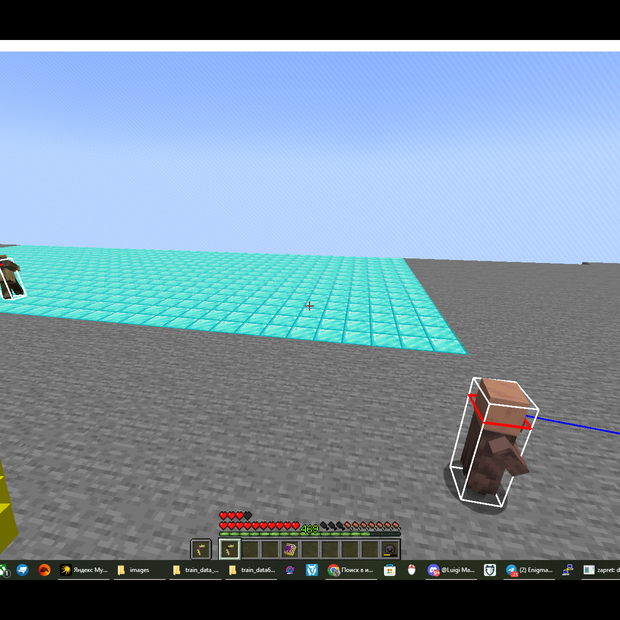 469
Яндекс Му...
images
train_data_...
train_data6...
Поиск в и...
@Luigi Ma...
(2) Enigma...
zapret: d